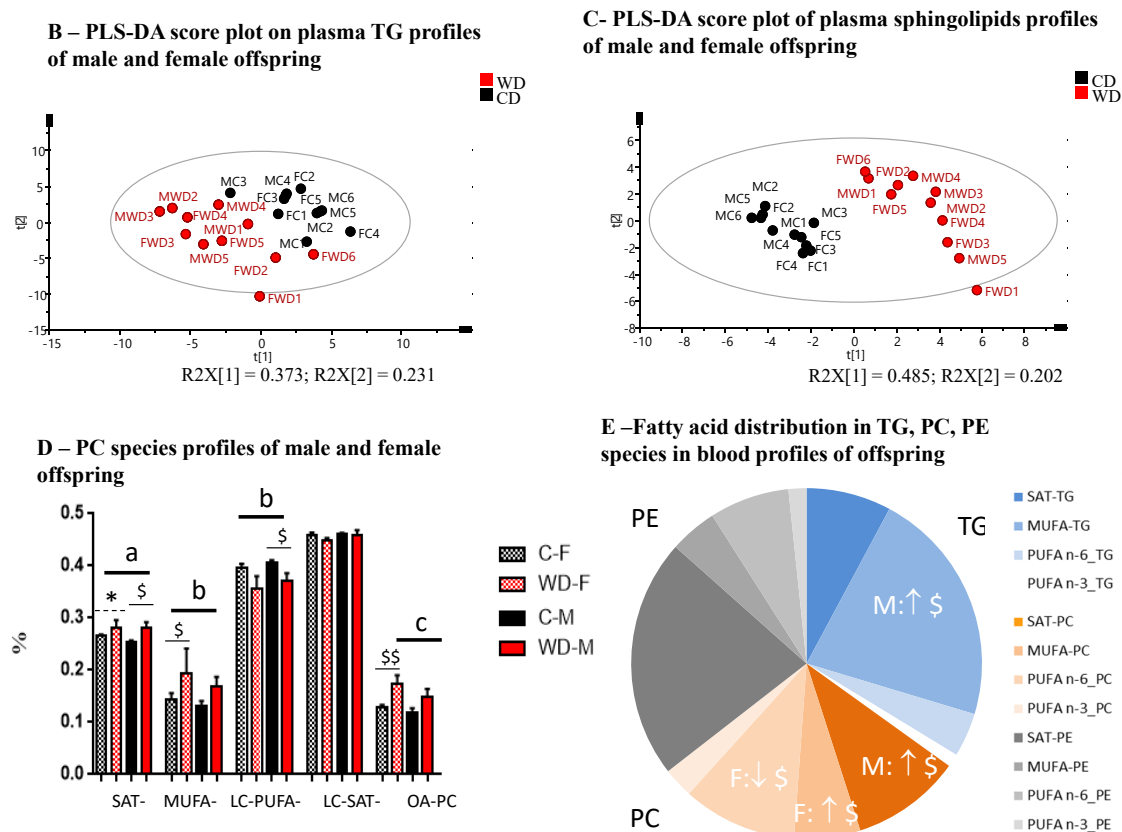 B – PLS-DA score plot on plasma TG profiles
of male and female offspring
WD
CD
10
5
0
-5
-10
-15
t[2]
-15
-10
-5
0
5
10
t[1]
MC3
MC4
FC2
MWD2
MWD3
MWD4
FC3
FC5
MC6
FWD4
FC1
MC5
MWD1
MC2
FC4
FWD3
FWD5
MC1
MWD5
FWD2
FWD6
FWD1
R2X[1] = 0.373; R2X[2] = 0.231
C- PLS-DA score plot of plasma sphingolipids profiles
of male and female offspring
CD
WD
6
4
2
0
-2
-4
-6
-8
t[2]
-10
-8
-6
-4
-2
0
2
4
6
8
10
t[1]
FWD6
FWD2
MWD4
MC2
MWD1
MWD3
MC5
FWD5
MWD2
MC6
FC2
MC3
FWD4
MC1
MC4
FC5
FWD3
FC3
FC4
FC1
MWD5
FWD1
R2X[1] = 0.485; R2X[2] = 0.202
D – PC species profiles of male and female
offspring
0.5
0.4
0.3
0.2
0.1
0.0
%
a
*
$
b
$
b
$
c
$$
SAT-
MUFA-
LC-PUFA-
LC-SAT-
OA-PC
C-F
WD-F
C-M
WD-M
E –Fatty acid distribution in TG, PC, PE
species in blood profiles of offspring
PE
TG
PC
M:↑ $
M: ↑ $
F: ↑ $
F:↓ $
SAT-TG
MUFA-TG
PUFA n-6_TG
PUFA n-3_TG
SAT-PC
MUFA-PC
PUFA n-6_PC
PUFA n-3_PC
SAT-PE
MUFA-PE
PUFA n-6_PE
PUFA n-3_PE